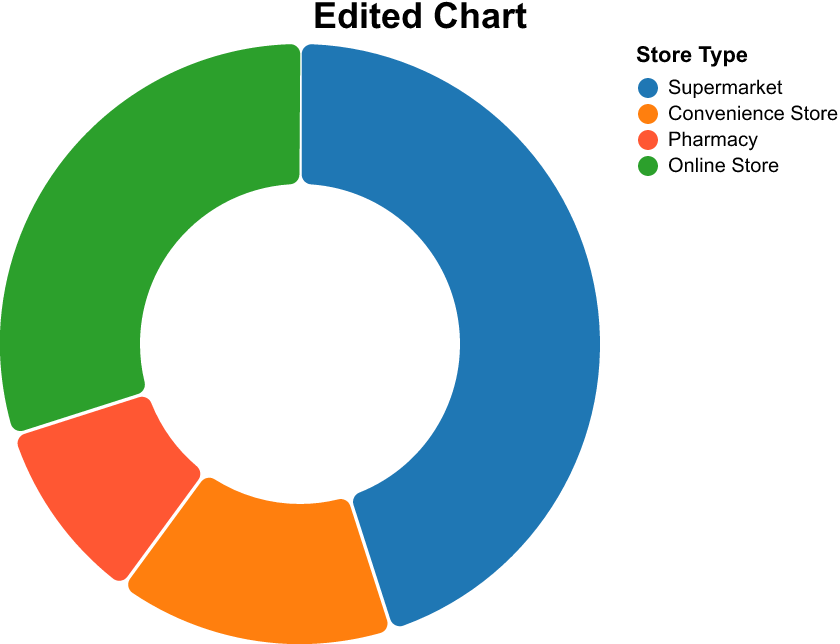 Edited Chart
Store Type
Supermarket
Convenience Store
Pharmacy
Online Store